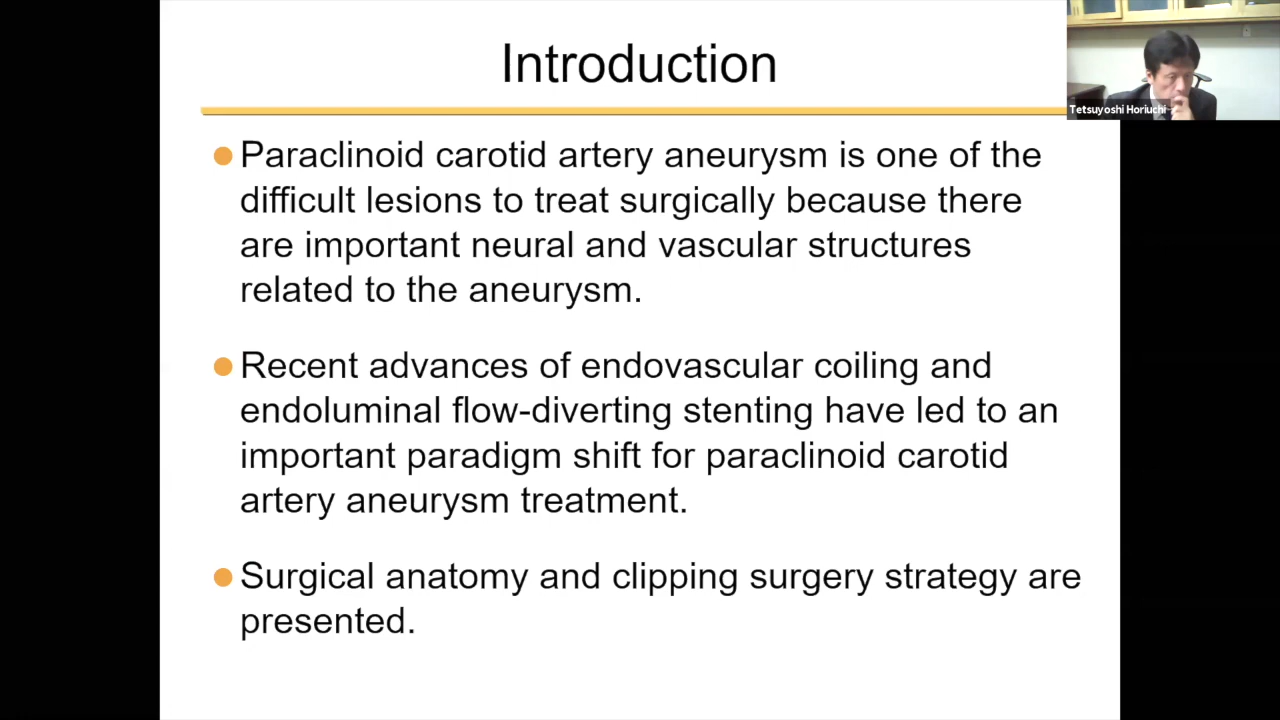 Introduction
Tetsuyoshi Horiuchi
Paraclinoid carotid artery aneurysm is one of the
difficult lesions to treat surgically because there
are important neural and vascular structures
related to the aneurysm.
Recent advances of endovascular coiling and
endoluminal flow-diverting stenting have led to an
important paradigm shift for paraclinoid carotid
artery aneurysm treatment.
Surgical anatomy and clipping surgery strategy are
presented.